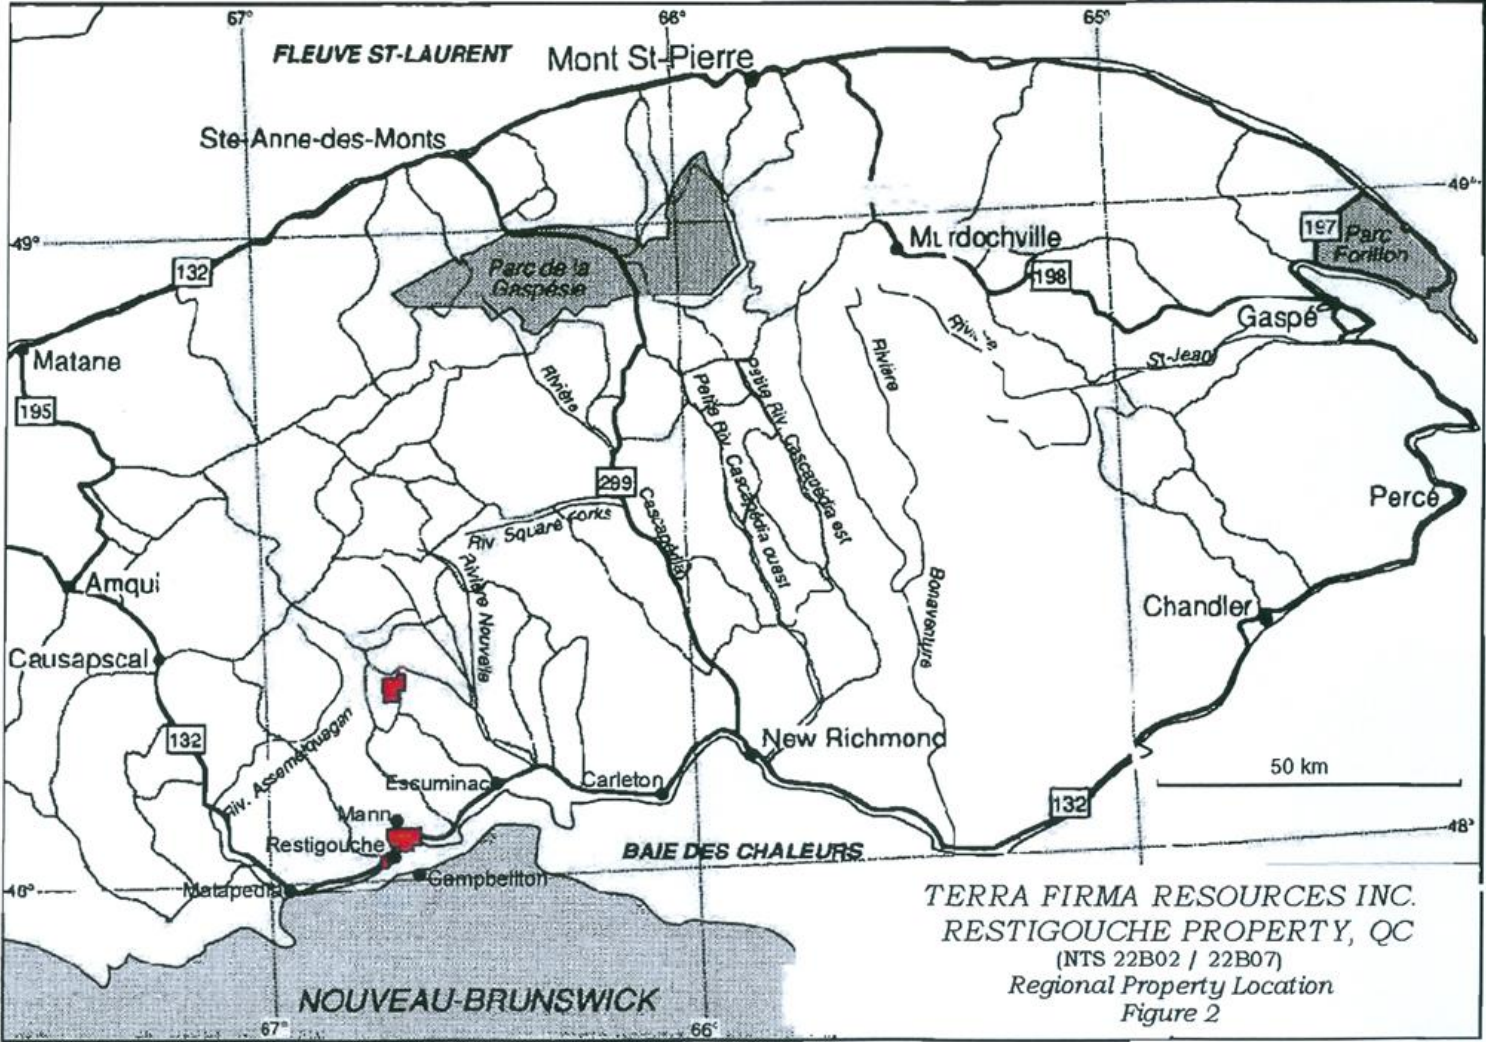 67°
66°
65°
FLEUVE ST-LAURENT
Mont St-Pierre
Ste-Anne-des-Monts
49°
49°
197
Parc
Forillon
Murdochville
132
Parc de la
Gaspésie
198
Gaspé
Matane
Rivière
St-Jean
195
Rivière
Rivière
Petite Riv. Cascapédia est
Petite Riv. Cascapédia ouest
299
Cascapédia
Percé
Riv. Square Forks
Amqui
Rivière Nouvelle
Bonaventure
Chandler
Causapscal
132
Riv. Assemetquagan
New Richmond
50 km
Escuminac
Carleton
132
Mann
Restigouche
BAIE DES CHALEURS
48°
48°
Matapedia
Campbellton
TERRA FIRMA RESOURCES INC.
RESTIGOUCHE PROPERTY, QC
(NTS 22B02 / 22B07)
Regional Property Location
Figure 2
NOUVEAU-BRUNSWICK
67°
66°